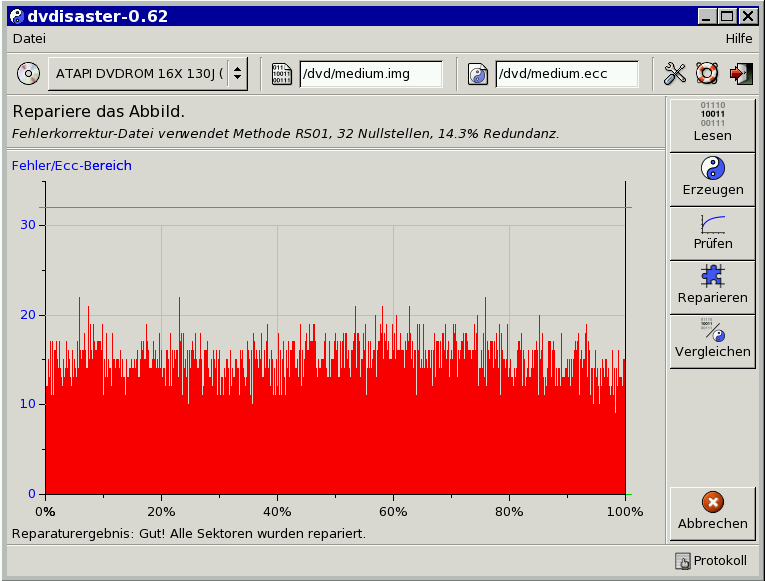 dvdisaster-0.62
Datei Hilfe
ATAPI DVDROM 16X 130J ( /dvd/medium.img /dvd/medium.ecc
Repariere das Abbild.
Fehlerkorrektur-Datei verwendet Methode RS01, 32 Nullstellen, 14.3% Redundanz.
Fehler/Ecc-Bereich
30
20
10
0
0% 20% 40% 60% 80% 100%
Reparaturergebnis: Gut! Alle Sektoren wurden repariert.
01110
10011
00111
Lesen
Erzeugen
Prüfen
Reparieren
Vergleichen
Abbrechen
Protokoll